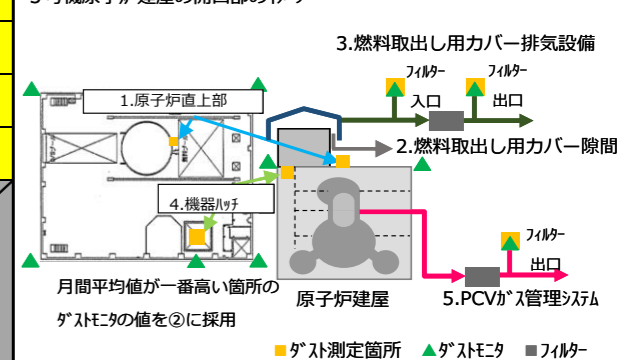 3.燃料取出し用カバー排気設備
フィルター
フィルター
1.原子炉直上部
入口
出口
2.燃料取出し用カバー隙間
4.機器ハッチ
フィルター
出口
月間平均値が一番高い箇所の
ダストモニタの値を②に採用
原子炉建屋
5.PCVガス管理システム
■ダスト測定箇所 ▲ダストモニタ ■フィルター